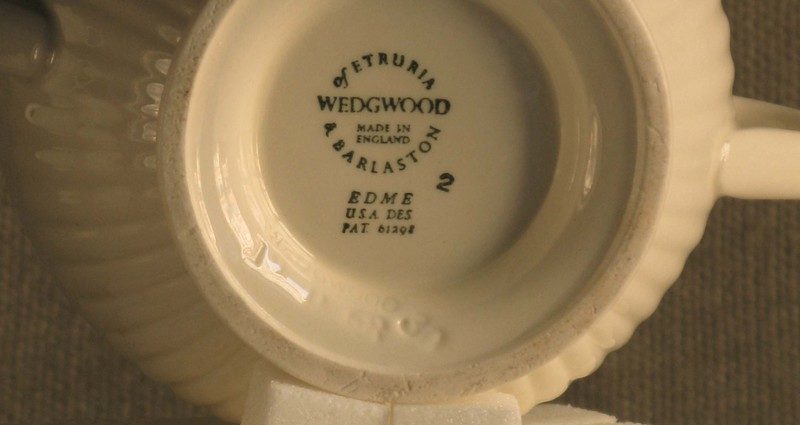 of ETRURIA
WEDGWOOD
MADE IN
ENGLAND
& BARLASTON
2
EDME
U.S.A. DES.
PAT. 61298